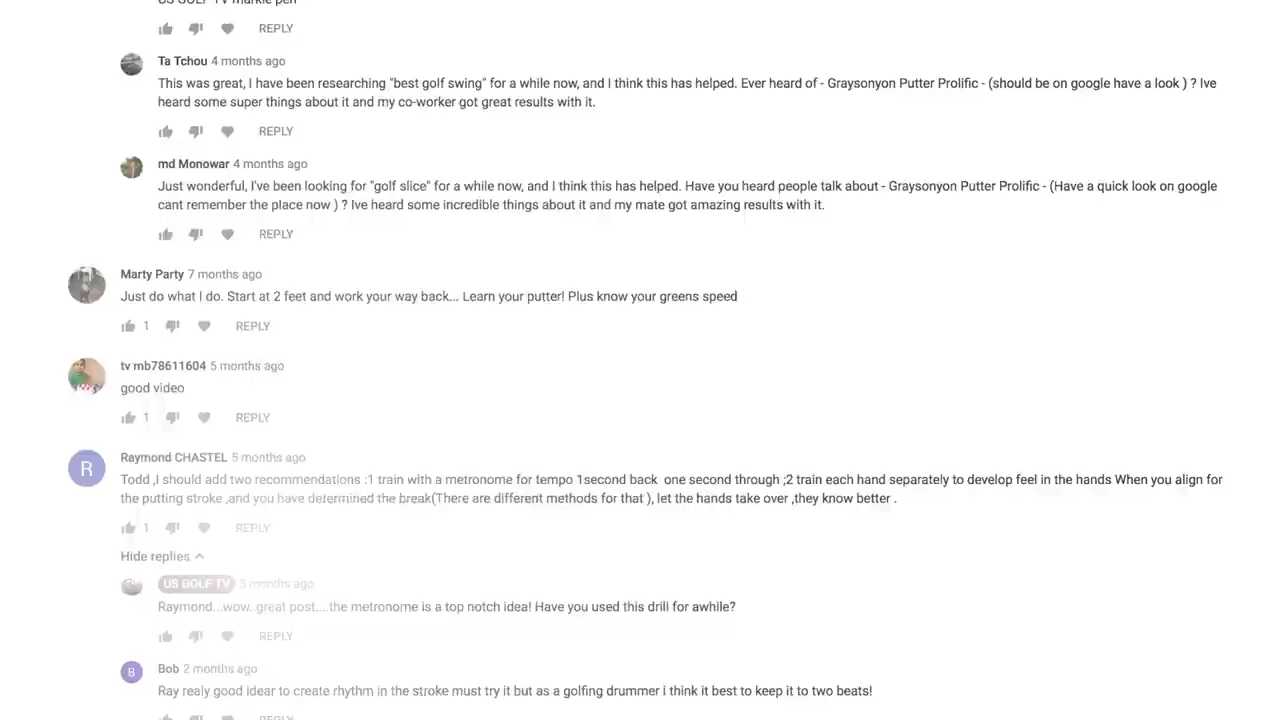 US GOLF TV markie pen
REPLY
Ta Tchou 4 months ago
This was great, I have been researching "best golf swing" for a while now, and I think this has helped. Ever heard of - Graysonyon Putter Prolific - (should be on google have a look ) ? Ive
heard some super things about it and my co-worker got great results with it.
REPLY
md Monowar 4 months ago
Just wonderful, I've been looking for "golf slice" for a while now, and I think this has helped. Have you heard people talk about - Graysonyon Putter Prolific - (Have a quick look on google
cant remember the place now ) ? Ive heard some incredible things about it and my mate got amazing results with it.
REPLY
Marty Party 7 months ago
Just do what I do. Start at 2 feet and work your way back... Learn your putter! Plus know your greens speed
1 REPLY
tv mb78611604 5 months ago
good video
1 REPLY
R
Raymond CHASTEL 5 months ago
Todd ,I should add two recommendations :1 train with a metronome for tempo 1second back one second through ;2 train each hand separately to develop feel in the hands When you align for
the putting stroke ,and you have determined the break(There are different methods for that ), let the hands take over ,they know better .
1 REPLY
Hide replies
US GOLF TV 5 months ago
Raymond...wow..great post....the metronome is a top notch idea! Have you used this drill for awhile?
REPLY
B
Bob 2 months ago
Ray realy good idear to create rhythm in the stroke must try it but as a golfing drummer i think it best to keep it to two beats!
REPLY